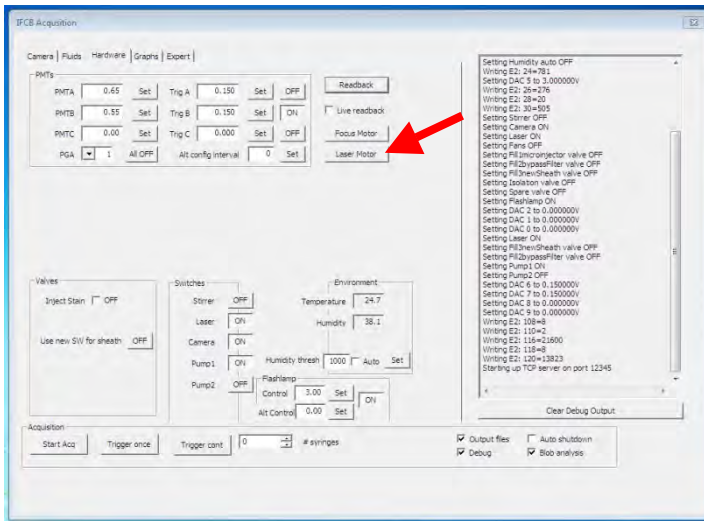 IFCB Acquisition
Camera Fluids Hardware Graphs Expert
PMTs
PMTA 0.65 Set Trig A 0.150 Set OFF
PMTB 0.55 Set Trig B 0.150 Set ON
PMTC 0.00 Set Trig C 0.000 Set OFF
PGA 1 All OFF Alt config interval 0 Set
Readback
Live readback
Focus Motor
Laser Motor
Valves
Inject Stain OFF
Use new SW for sheath OFF
Switches
Stirrer OFF
Laser ON
Camera ON
Pump1 ON
Pump2 OFF
Environment
Temperature 24.7
Humidity 38.1
Humidity thresh 1000 Auto Set
Flashlamp
Control 3.00 Set ON
Alt Control 0.00 Set
Setting Humidity auto OFF
Writing E2: 24=781
Setting DAC 5 to 3.000000V
Writing E2: 26=276
Writing E2: 28=20
Writing E2: 30=505
Setting Stirrer OFF
Setting Camera ON
Setting Laser ON
Setting Fans OFF
Setting Fill1microinjector valve OFF
Setting Fill2bypassFilter valve OFF
Setting Fill3newSheath valve OFF
Setting Isolation valve OFF
Setting Spare valve OFF
Setting Flashlamp ON
Setting DAC 2 to 0.000000V
Setting DAC 1 to 0.000000V
Setting DAC 0 to 0.000000V
Setting Laser ON
Setting Fill3newSheath valve OFF
Setting Fill2bypassFilter valve OFF
Setting Pump1 ON
Setting Pump2 OFF
Setting DAC 6 to 0.150000V
Setting DAC 7 to 0.150000V
Setting DAC 8 to 0.000000V
Setting DAC 9 to 0.000000V
Writing E2: 108=8
Writing E2: 110=2
Writing E2: 116=21600
Writing E2: 118=8
Writing E2: 120=13823
Starting up TCP server on port 12345
Clear Debug Output
Acquisition
Start Acq Trigger once Trigger cont 0 # syringes
Output files Auto shutdown
Debug Blob analysis